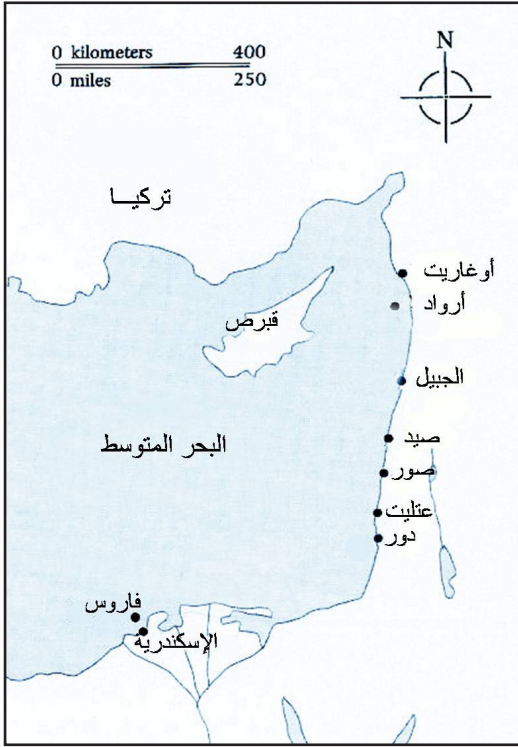 0 kilometers 400
0 miles 250
N
تركيـــا
أوغاريت
أرواد
قبرص
الجبيل
البحر المتوسط
صيد
صور
عتليت
دور
فاروس
الإسكندرية